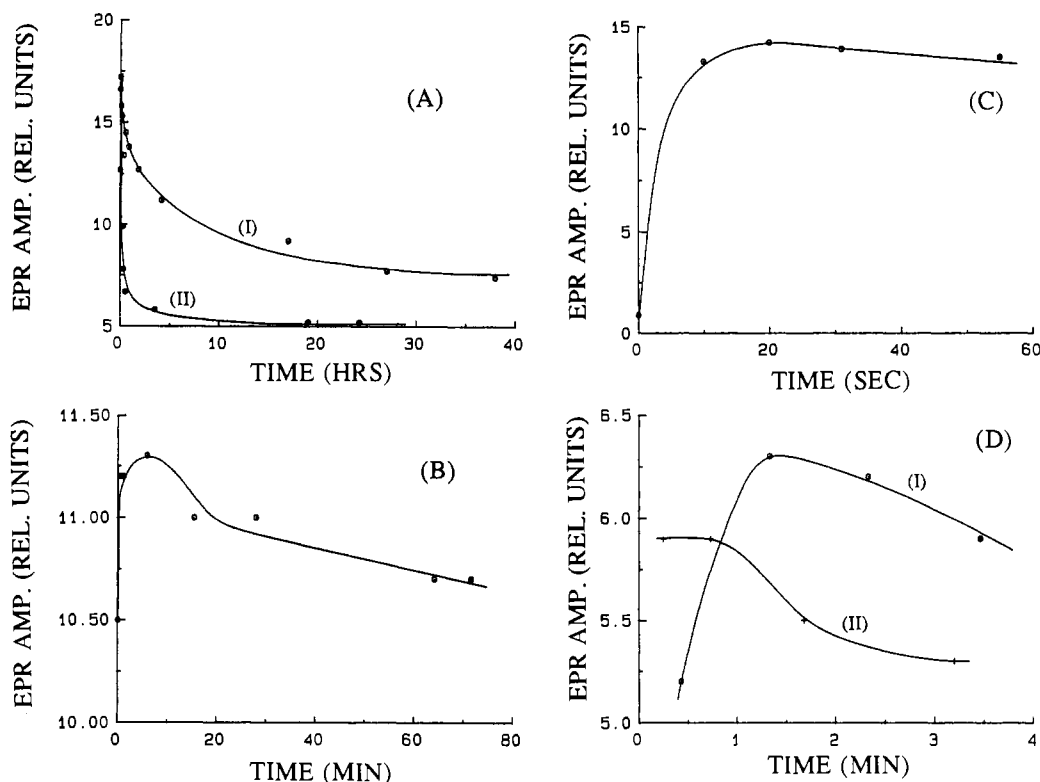 EPR AMP. (REL. UNITS)
20
15
10
5
(A)
(I)
(II)
0 10 20 30 40
TIME (HRS)
EPR AMP. (REL. UNITS)
15
10
5
0
(C)
0 20 40 60
TIME (SEC)
EPR AMP. (REL. UNITS)
11.50
11.00
10.50
10.00
(B)
0 20 40 60 80
TIME (MIN)
EPR AMP. (REL. UNITS)
6.5
6.0
5.5
5.0
(D)
(I)
(II)
0 1 2 3 4
TIME (MIN)